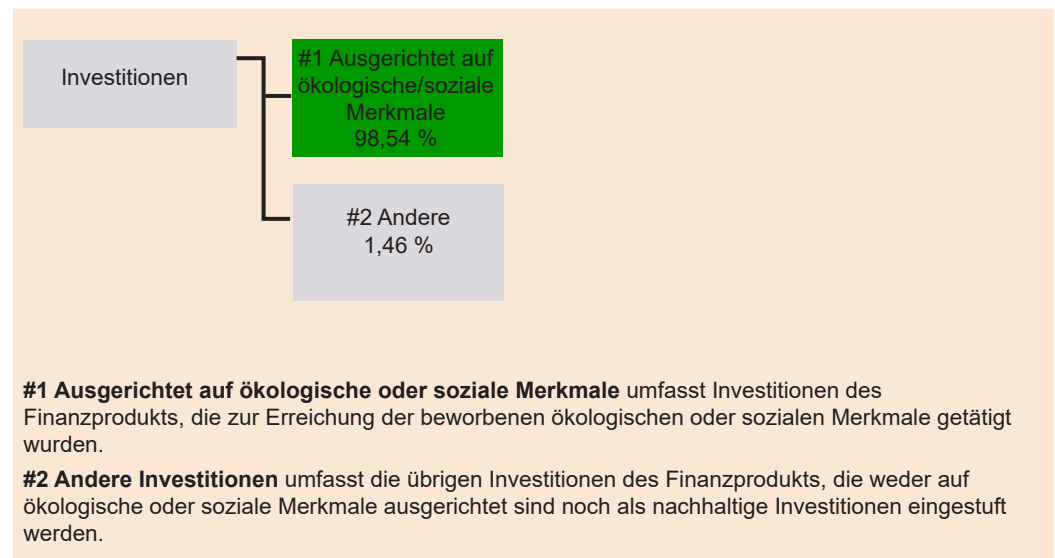 Investitionen
#1 Ausgerichtet auf
ökologische/soziale
Merkmale
98,54 %
#2 Andere
1,46 %
#1 Ausgerichtet auf ökologische oder soziale Merkmale umfasst Investitionen des
Finanzprodukts, die zur Erreichung der beworbenen ökologischen oder sozialen Merkmale getätigt
wurden.
#2 Andere Investitionen umfasst die übrigen Investitionen des Finanzprodukts, die weder auf
ökologische oder soziale Merkmale ausgerichtet sind noch als nachhaltige Investitionen eingestuft
werden.